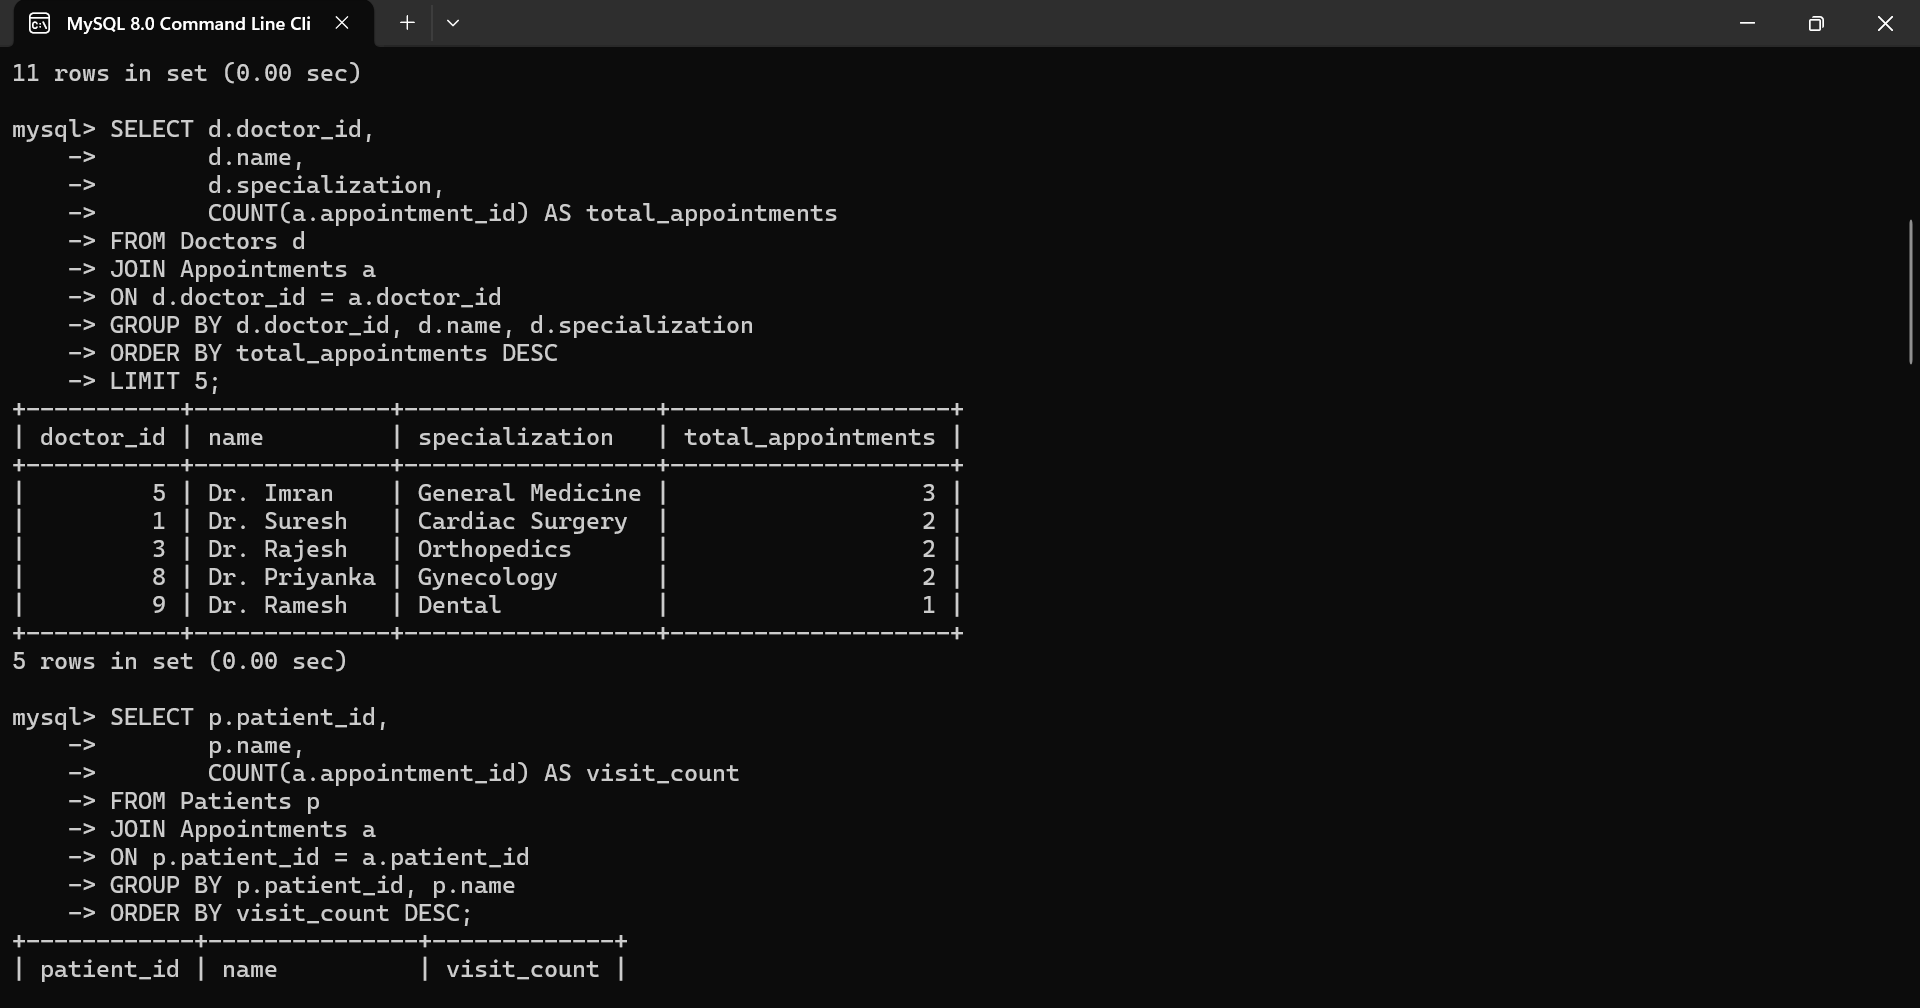 MySQL 8.0 Command Line Cli
11 rows in set (0.00 sec)
mysql> SELECT d.doctor_id,
    ->        d.name,
    ->        d.specialization,
    ->        COUNT(a.appointment_id) AS total_appointments
    -> FROM Doctors d
    -> JOIN Appointments a
    -> ON d.doctor_id = a.doctor_id
    -> GROUP BY d.doctor_id, d.name, d.specialization
    -> ORDER BY total_appointments DESC
    -> LIMIT 5;
+-----------+--------------+------------------+--------------------+
| doctor_id | name         | specialization   | total_appointments |
+-----------+--------------+------------------+--------------------+
|         5 | Dr. Imran    | General Medicine |                  3 |
|         1 | Dr. Suresh   | Cardiac Surgery  |                  2 |
|         3 | Dr. Rajesh   | Orthopedics      |                  2 |
|         8 | Dr. Priyanka | Gynecology       |                  2 |
|         9 | Dr. Ramesh   | Dental           |                  1 |
+-----------+--------------+------------------+--------------------+
5 rows in set (0.00 sec)
mysql> SELECT p.patient_id,
    ->        p.name,
    ->        COUNT(a.appointment_id) AS visit_count
    -> FROM Patients p
    -> JOIN Appointments a
    -> ON p.patient_id = a.patient_id
    -> GROUP BY p.patient_id, p.name
    -> ORDER BY visit_count DESC;
+------------+---------------+-------------+
| patient_id | name          | visit_count |